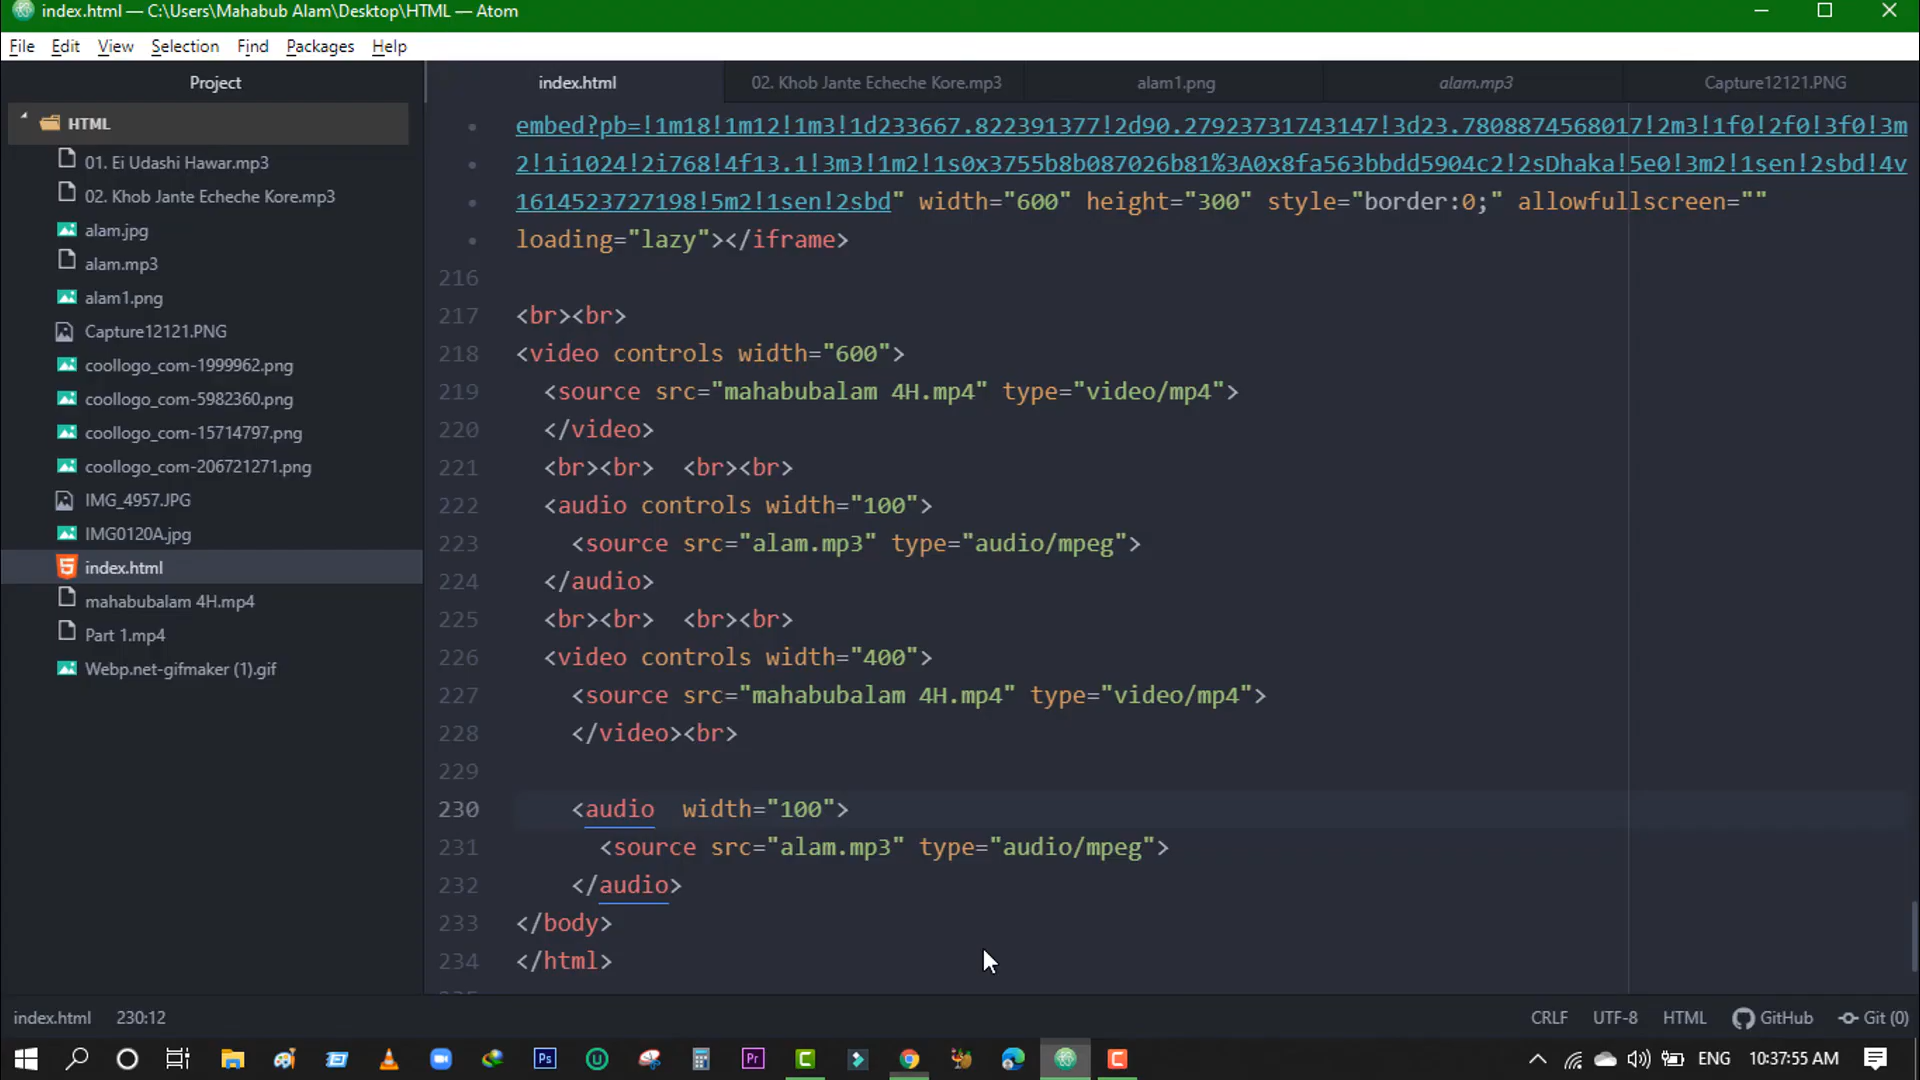 index.html — C:\Users\Mahabub Alam\Desktop\HTML — Atom
File Edit View Selection Find Packages Help
Project
HTML
01. Ei Udashi Hawar.mp3
02. Khob Jante Echeche Kore.mp3
alam.jpg
alam.mp3
alam1.png
Capture12121.PNG
coollogo_com-1999962.png
coollogo_com-5982360.png
coollogo_com-15714797.png
coollogo_com-206721271.png
IMG_4957.JPG
IMG0120A.jpg
index.html
mahabubalam 4H.mp4
Part 1.mp4
Webp.net-gifmaker (1).gif
index.html 02. Khob Jante Echeche Kore.mp3 alam1.png alam.mp3 Capture12121.PNG
embed?pb=!1m18!1m12!1m3!1d233667.822391377!2d90.27923731743147!3d23.7808874568017!2m3!1f0!2f0!3f0!3m
2!1i1024!2i768!4f13.1!3m3!1m2!1s0x3755b8b087026b81%3A0x8fa563bbdd5904c2!2sDhaka!5e0!3m2!1sen!2sbd!4v
1614523727198!5m2!1sen!2sbd" width="600" height="300" style="border:0;" allowfullscreen=""
loading="lazy"></iframe>
216
217 <br><br>
218 <video controls width="600">
219 <source src="mahabubalam 4H.mp4" type="video/mp4">
220 </video>
221 <br><br>  <br><br>
222 <audio controls width="100">
223 <source src="alam.mp3" type="audio/mpeg">
224 </audio>
225 <br><br>  <br><br>
226 <video controls width="400">
227 <source src="mahabubalam 4H.mp4" type="video/mp4">
228 </video><br>
229
230 <audio  width="100">
231 <source src="alam.mp3" type="audio/mpeg">
232 </audio>
233 </body>
234 </html>
index.html 230:12 CRLF UTF-8 HTML GitHub Git (0)
Ps Pr ENG 10:37:55 AM